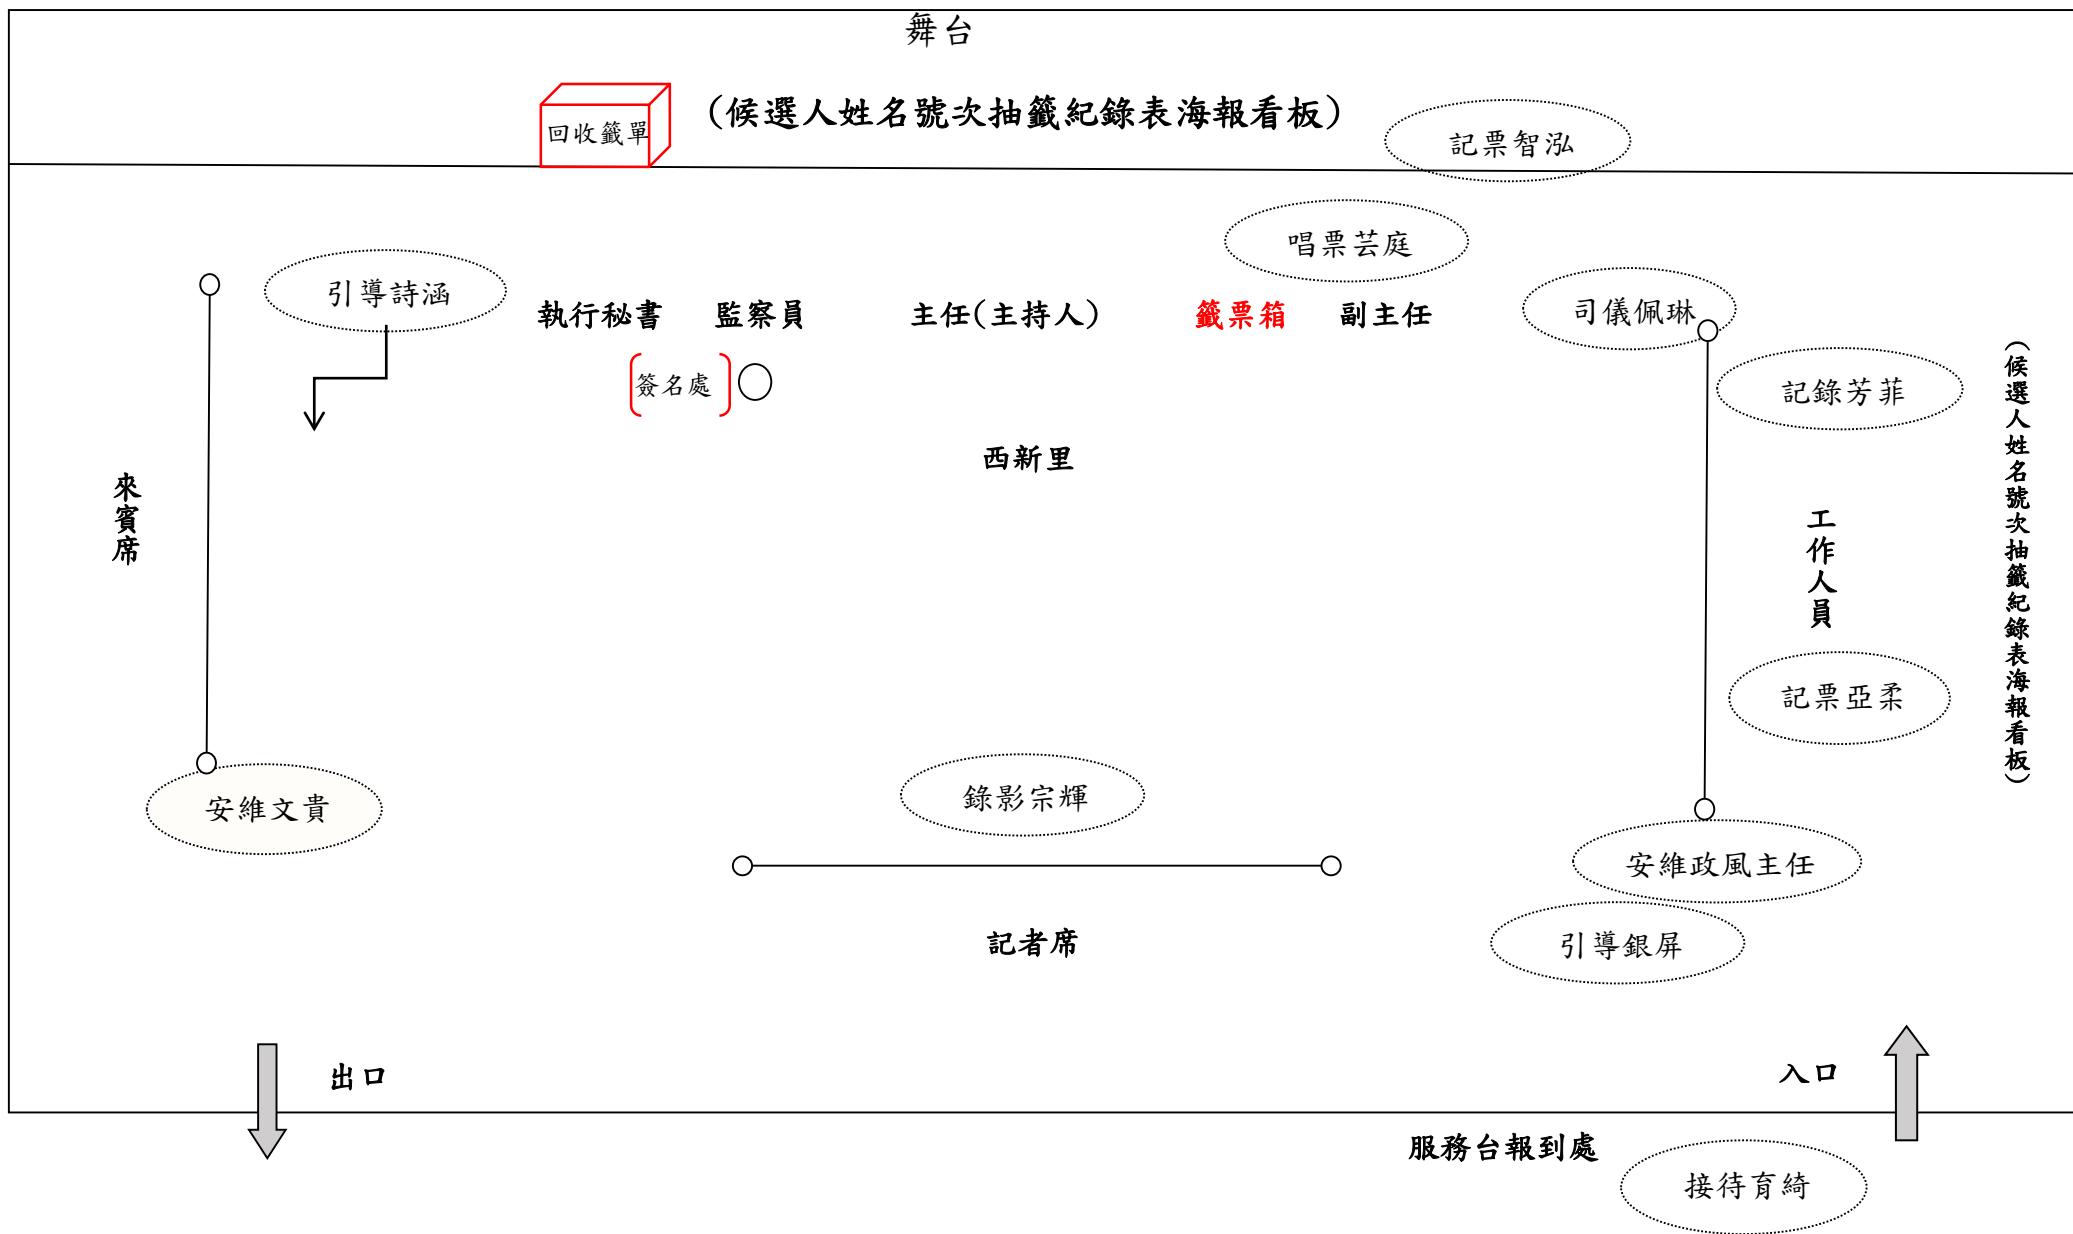 舞台
回收籤單
(候選人姓名號次抽籤紀錄表海報看板)
記票智泓
唱票芸庭
引導詩涵
執行秘書
監察員
主任(主持人)
籤票箱
副主任
司儀佩琳
簽名處
記錄芳菲
西新里
來賓席
工作人員
(候選人姓名號次抽籤紀錄表海報看板)
記票亞柔
安維文貴
錄影宗輝
安維政風主任
記者席
引導銀屏
出口
入口
服務台報到處
接待育綺